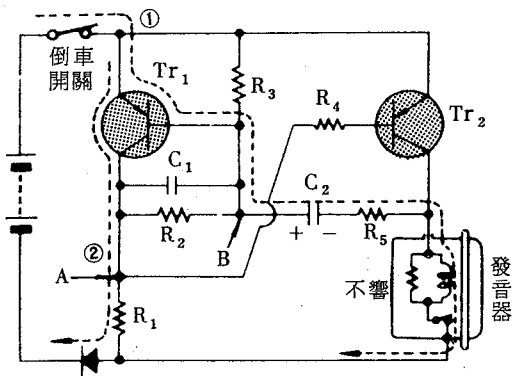 ①
倒車
開關
Tr₁
R₃
R₄
Tr₂
C₁
C₂
R₂
B
+ −
R₅
②
A
R₁
不響
發音器